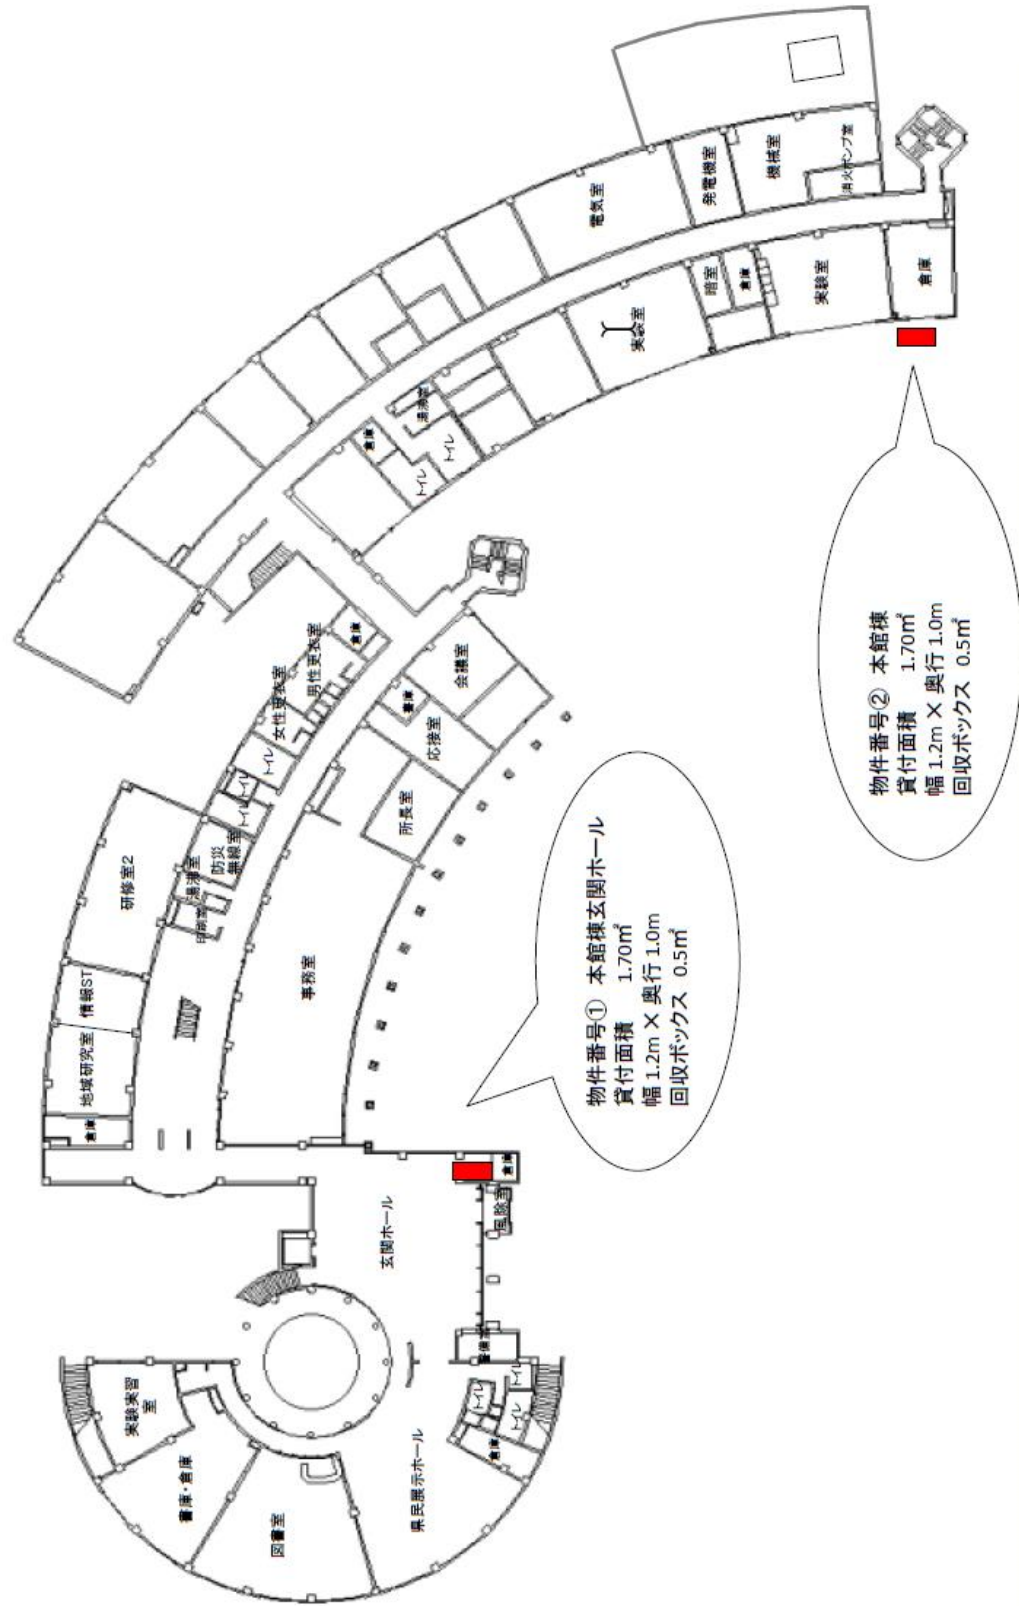 実験実習
室
書庫・倉庫
図書室
県民展示ホール
倉庫
トイレ
トイレ
トイレ
玄関ホール
風除室
倉庫
倉庫
地域研究室
情報ST
研修室2
印刷室
湯沸室
防災
無線室
トイレ
トイレ
トイレ
女性更衣室
男性更衣室
倉庫
事務室
所長室
応接室
書庫
会議室
倉庫
トイレ
トイレ
湯沸室
実験室
暗室
倉庫
実験室
倉庫
電気室
発電機室
機械室
消火ポンプ室
物件番号① 本館棟玄関ホール
貸付面積 1.70㎡
幅 1.2m × 奥行 1.0m
回収ボックス 0.5㎡
物件番号② 本館棟
貸付面積 1.70㎡
幅 1.2m × 奥行 1.0m
回収ボックス 0.5㎡